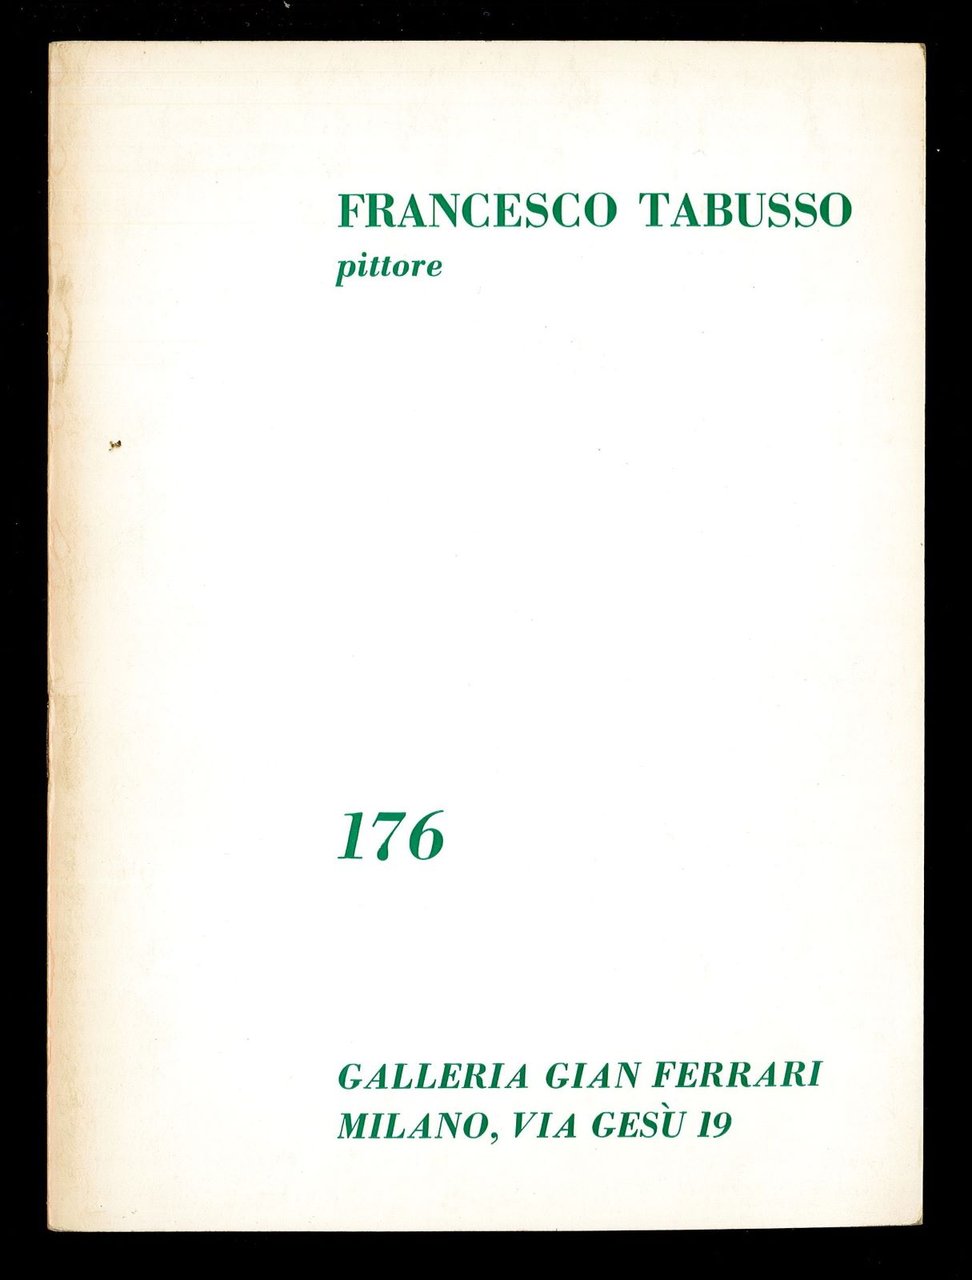 FRANCESCO TABUSSO
pittore
176
GALLERIA GIAN FERRARI
MILANO, VIA GESÙ 19